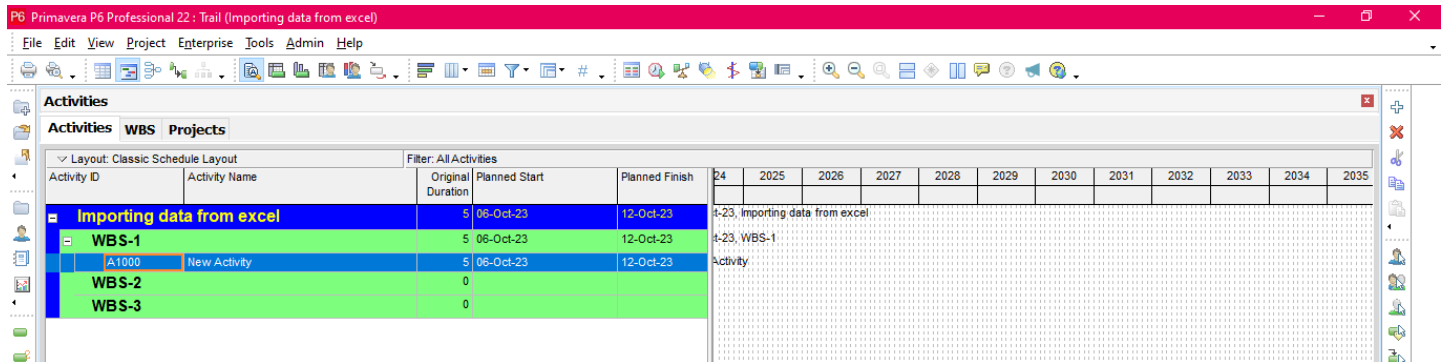 P6 Primavera P6 Professional 22 : Trail (Importing data from excel)
File Edit View Project Enterprise Tools Admin Help
Activities
Activities WBS Projects
Layout: Classic Schedule Layout Filter: All Activities
Activity ID Activity Name Original Duration Planned Start Planned Finish 24 2025 2026 2027 2028 2029 2030 2031 2032 2033 2034 2035
Importing data from excel 5 06-Oct-23 12-Oct-23 t-23, Importing data from excel
WBS-1 5 06-Oct-23 12-Oct-23 t-23, WBS-1
A1000 New Activity 5 06-Oct-23 12-Oct-23 Activity
WBS-2 0
WBS-3 0